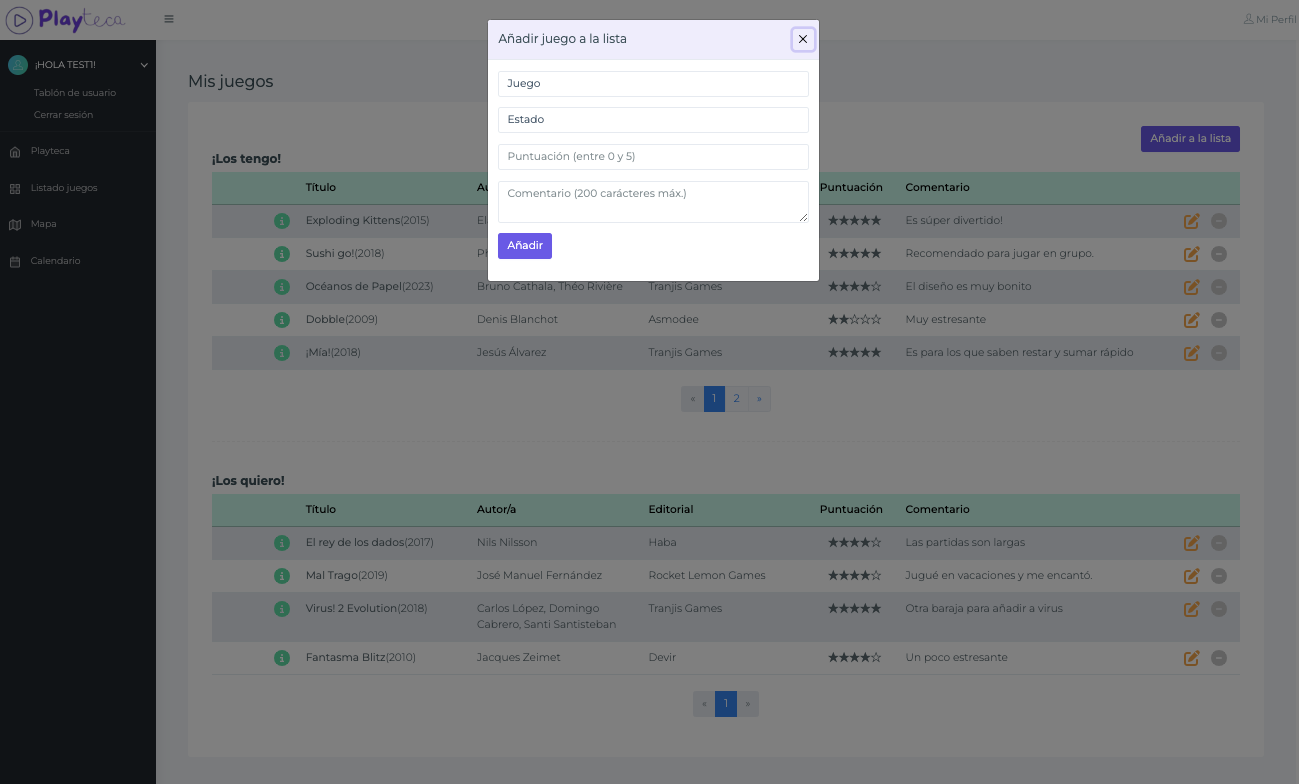 Playteca
Mi Perfil
¡HOLA TEST1!
Tablón de usuario
Cerrar sesión
Playteca
Listado juegos
Mapa
Calendario
Añadir juego a la lista
Juego
Estado
Puntuación (entre 0 y 5)
Comentario (200 carácteres máx.)
Añadir
Mis juegos
Añadir a la lista
¡Los tengo!
Título Puntuación Comentario
Exploding Kittens(2015) El ★★★★★ Es súper divertido!
Sushi go!(2018) ★★★★★ Recomendado para jugar en grupo.
Océanos de Papel(2023) Bruno Cathala, Théo Rivière Tranjis Games ★★★★☆ El diseño es muy bonito
Dobble(2009) Denis Blanchot Asmodee ★★☆☆☆ Muy estresante
¡Mía!(2018) Jesús Álvarez Tranjis Games ★★★★★ Es para los que saben restar y sumar rápido
« 1 2 »
¡Los quiero!
Título Autor/a Editorial Puntuación Comentario
El rey de los dados(2017) Nils Nilsson Haba ★★★★☆ Las partidas son largas
Mal Trago(2019) José Manuel Fernández Rocket Lemon Games ★★★★☆ Jugué en vacaciones y me encantó.
Virus! 2 Evolution(2018) Carlos López, Domingo Tranjis Games ★★★★★ Otra baraja para añadir a virus
Cabrero, Santi Santisteban
Fantasma Blitz(2010) Jacques Zeimet Devir ★★★★☆ Un poco estresante
« 1 »